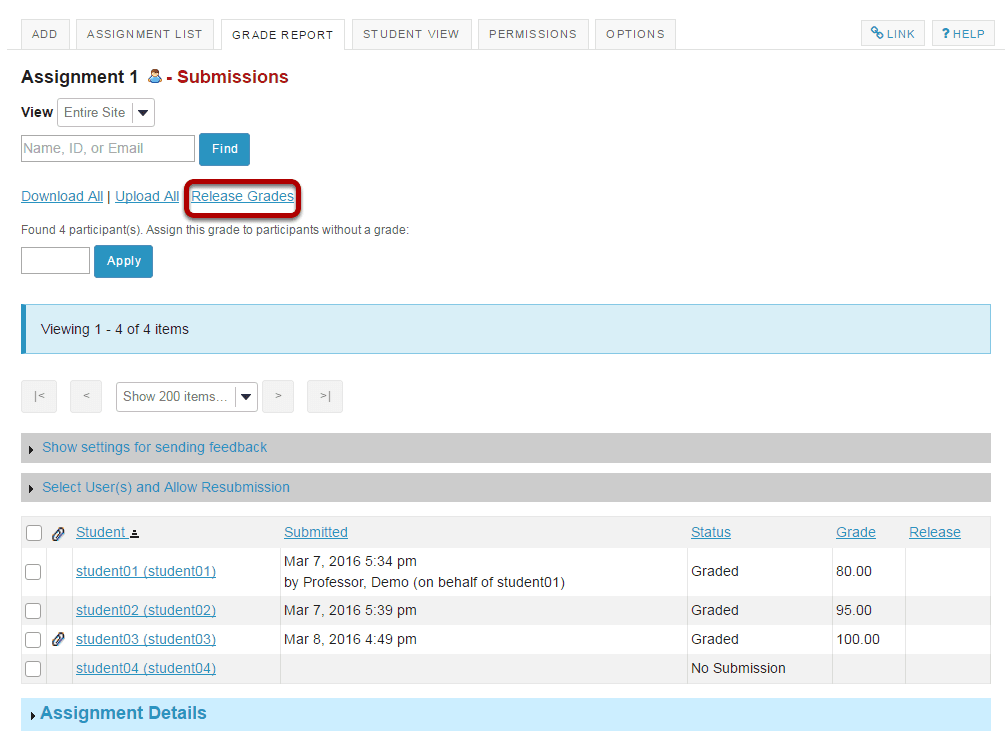 ADD ASSIGNMENT LIST GRADE REPORT STUDENT VIEW PERMISSIONS OPTIONS LINK ? HELP
Assignment 1 - Submissions
View Entire Site
Name, ID, or Email Find
Download All | Upload All Release Grades
Found 4 participant(s). Assign this grade to participants without a grade:
Apply
Viewing 1 - 4 of 4 items
|< < Show 200 items... > >|
Show settings for sending feedback
Select User(s) and Allow Resubmission
Student Submitted Status Grade Release
student01 (student01) Mar 7, 2016 5:34 pm Graded 80.00
by Professor, Demo (on behalf of student01)
student02 (student02) Mar 7, 2016 5:39 pm Graded 95.00
student03 (student03) Mar 8, 2016 4:49 pm Graded 100.00
student04 (student04) No Submission
Assignment Details